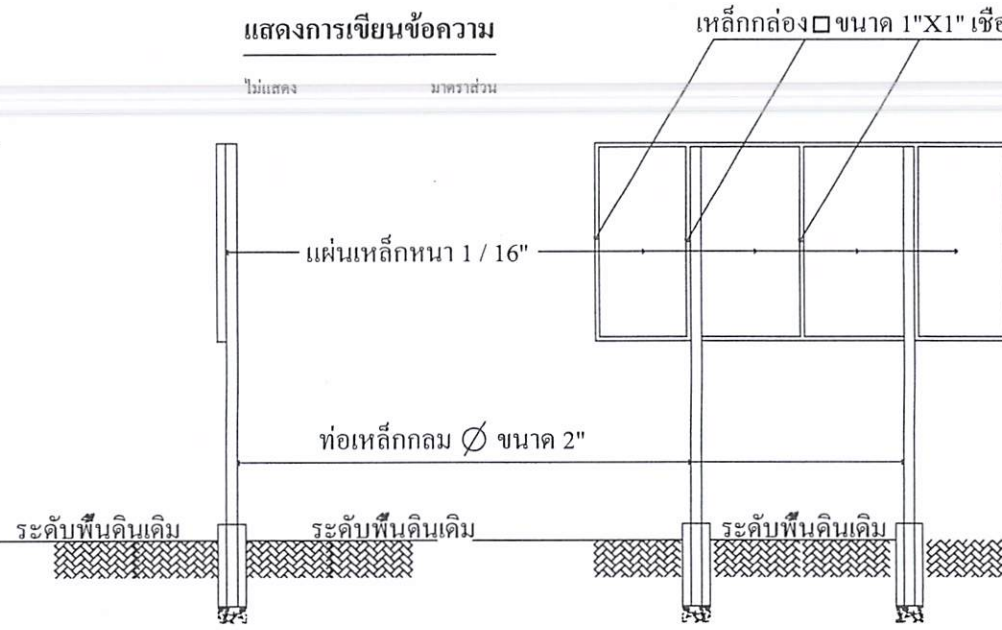 แสดงการเขียนข้อความ
เหล็กกล่อง ขนาด 1"X1"
ไม่แสดง มาตราส่วน
แผ่นเหล็กหนา 1 / 16"
ท่อเหล็กกลม Ø ขนาด 2"
ระดับพื้นดินเดิม ระดับพื้นดินเดิม ระดับพื้นดินเดิม